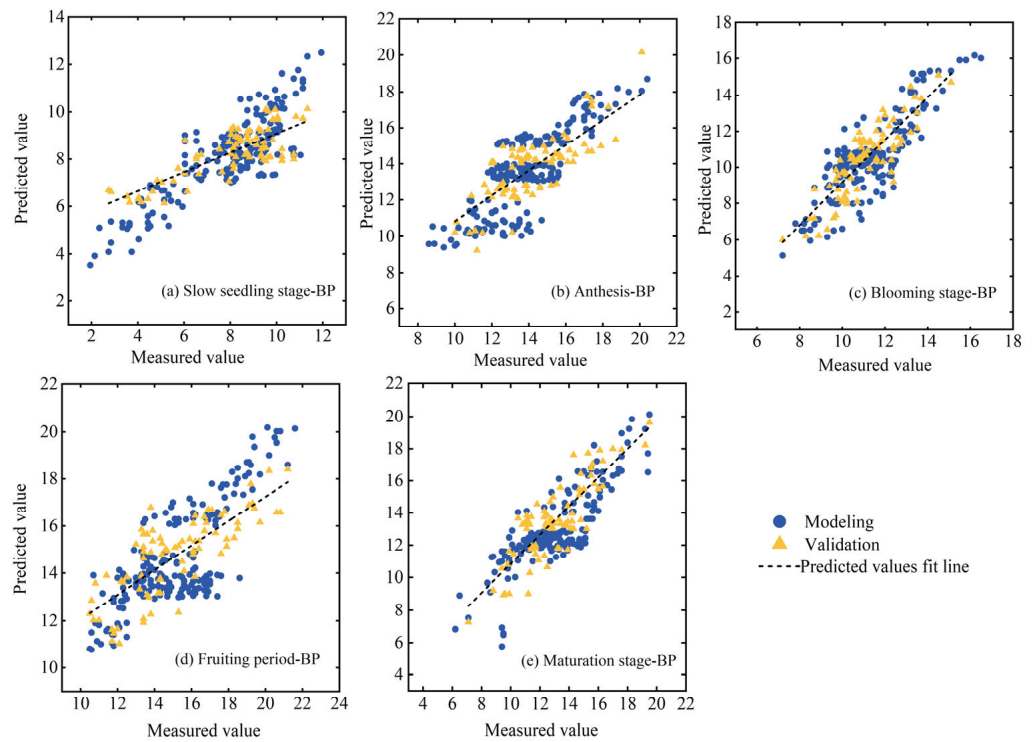 14
12
10
8
6
4
2
Predicted value
(a) Slow seedling stage-BP
2 4 6 8 10 12 14
Measured value
22
20
18
16
14
12
10
8
6
Predicted value
(b) Anthesis-BP
8 10 12 14 16 18 20 22
Measured value
18
16
14
12
10
8
6
4
2
Predicted value
(c) Blooming stage-BP
6 8 10 12 14 16 18
Measured value
22
20
18
16
14
12
10
Predicted value
(d) Fruiting period-BP
10 12 14 16 18 20 22 24
Measured value
22
20
18
16
14
12
10
8
6
4
Predicted value
(e) Maturation stage-BP
3 4 6 8 10 12 14 16 18 20 22
Measured value
Modeling
Validation
Predicted values fit line